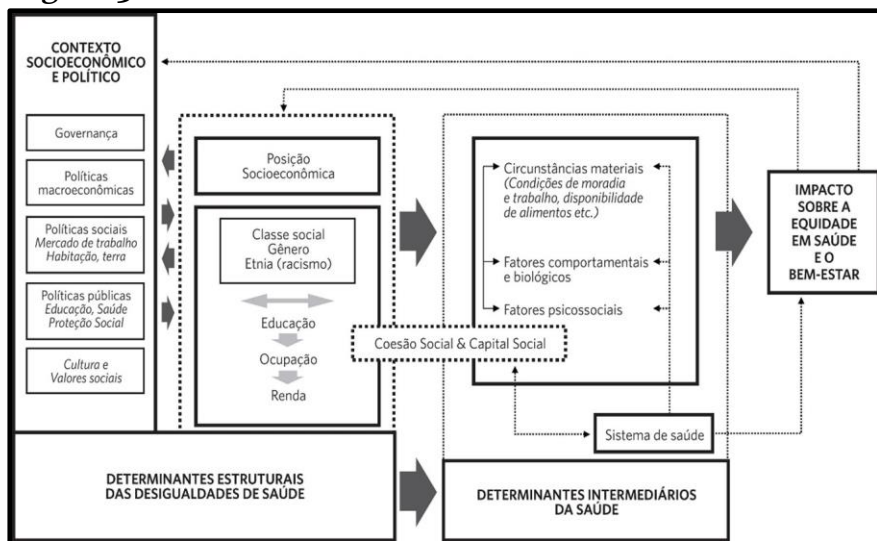 CONTEXTO
SOCIOECONÔMICO
E POLÍTICO
Governança
Políticas
macroeconômicas
Políticas sociais
Mercado de trabalho
Habitação, terra
Políticas públicas
Educação, Saúde
Proteção Social
Cultura e
Valores sociais
Posição
Socioeconômica
Classe social
Gênero
Etnia (racismo)
Educação
Ocupação
Renda
Coesão Social & Capital Social
Circunstâncias materiais
(Condições de moradia
e trabalho, disponibilidade
de alimentos etc.)
Fatores comportamentais
e biológicos
Fatores psicossociais
Sistema de saúde
IMPACTO
SOBRE A
EQUIDADE
EM SAÚDE
E O
BEM-ESTAR
DETERMINANTES ESTRUTURAIS
DAS DESIGUALDADES DE SAÚDE
DETERMINANTES INTERMEDIÁRIOS
DA SAÚDE